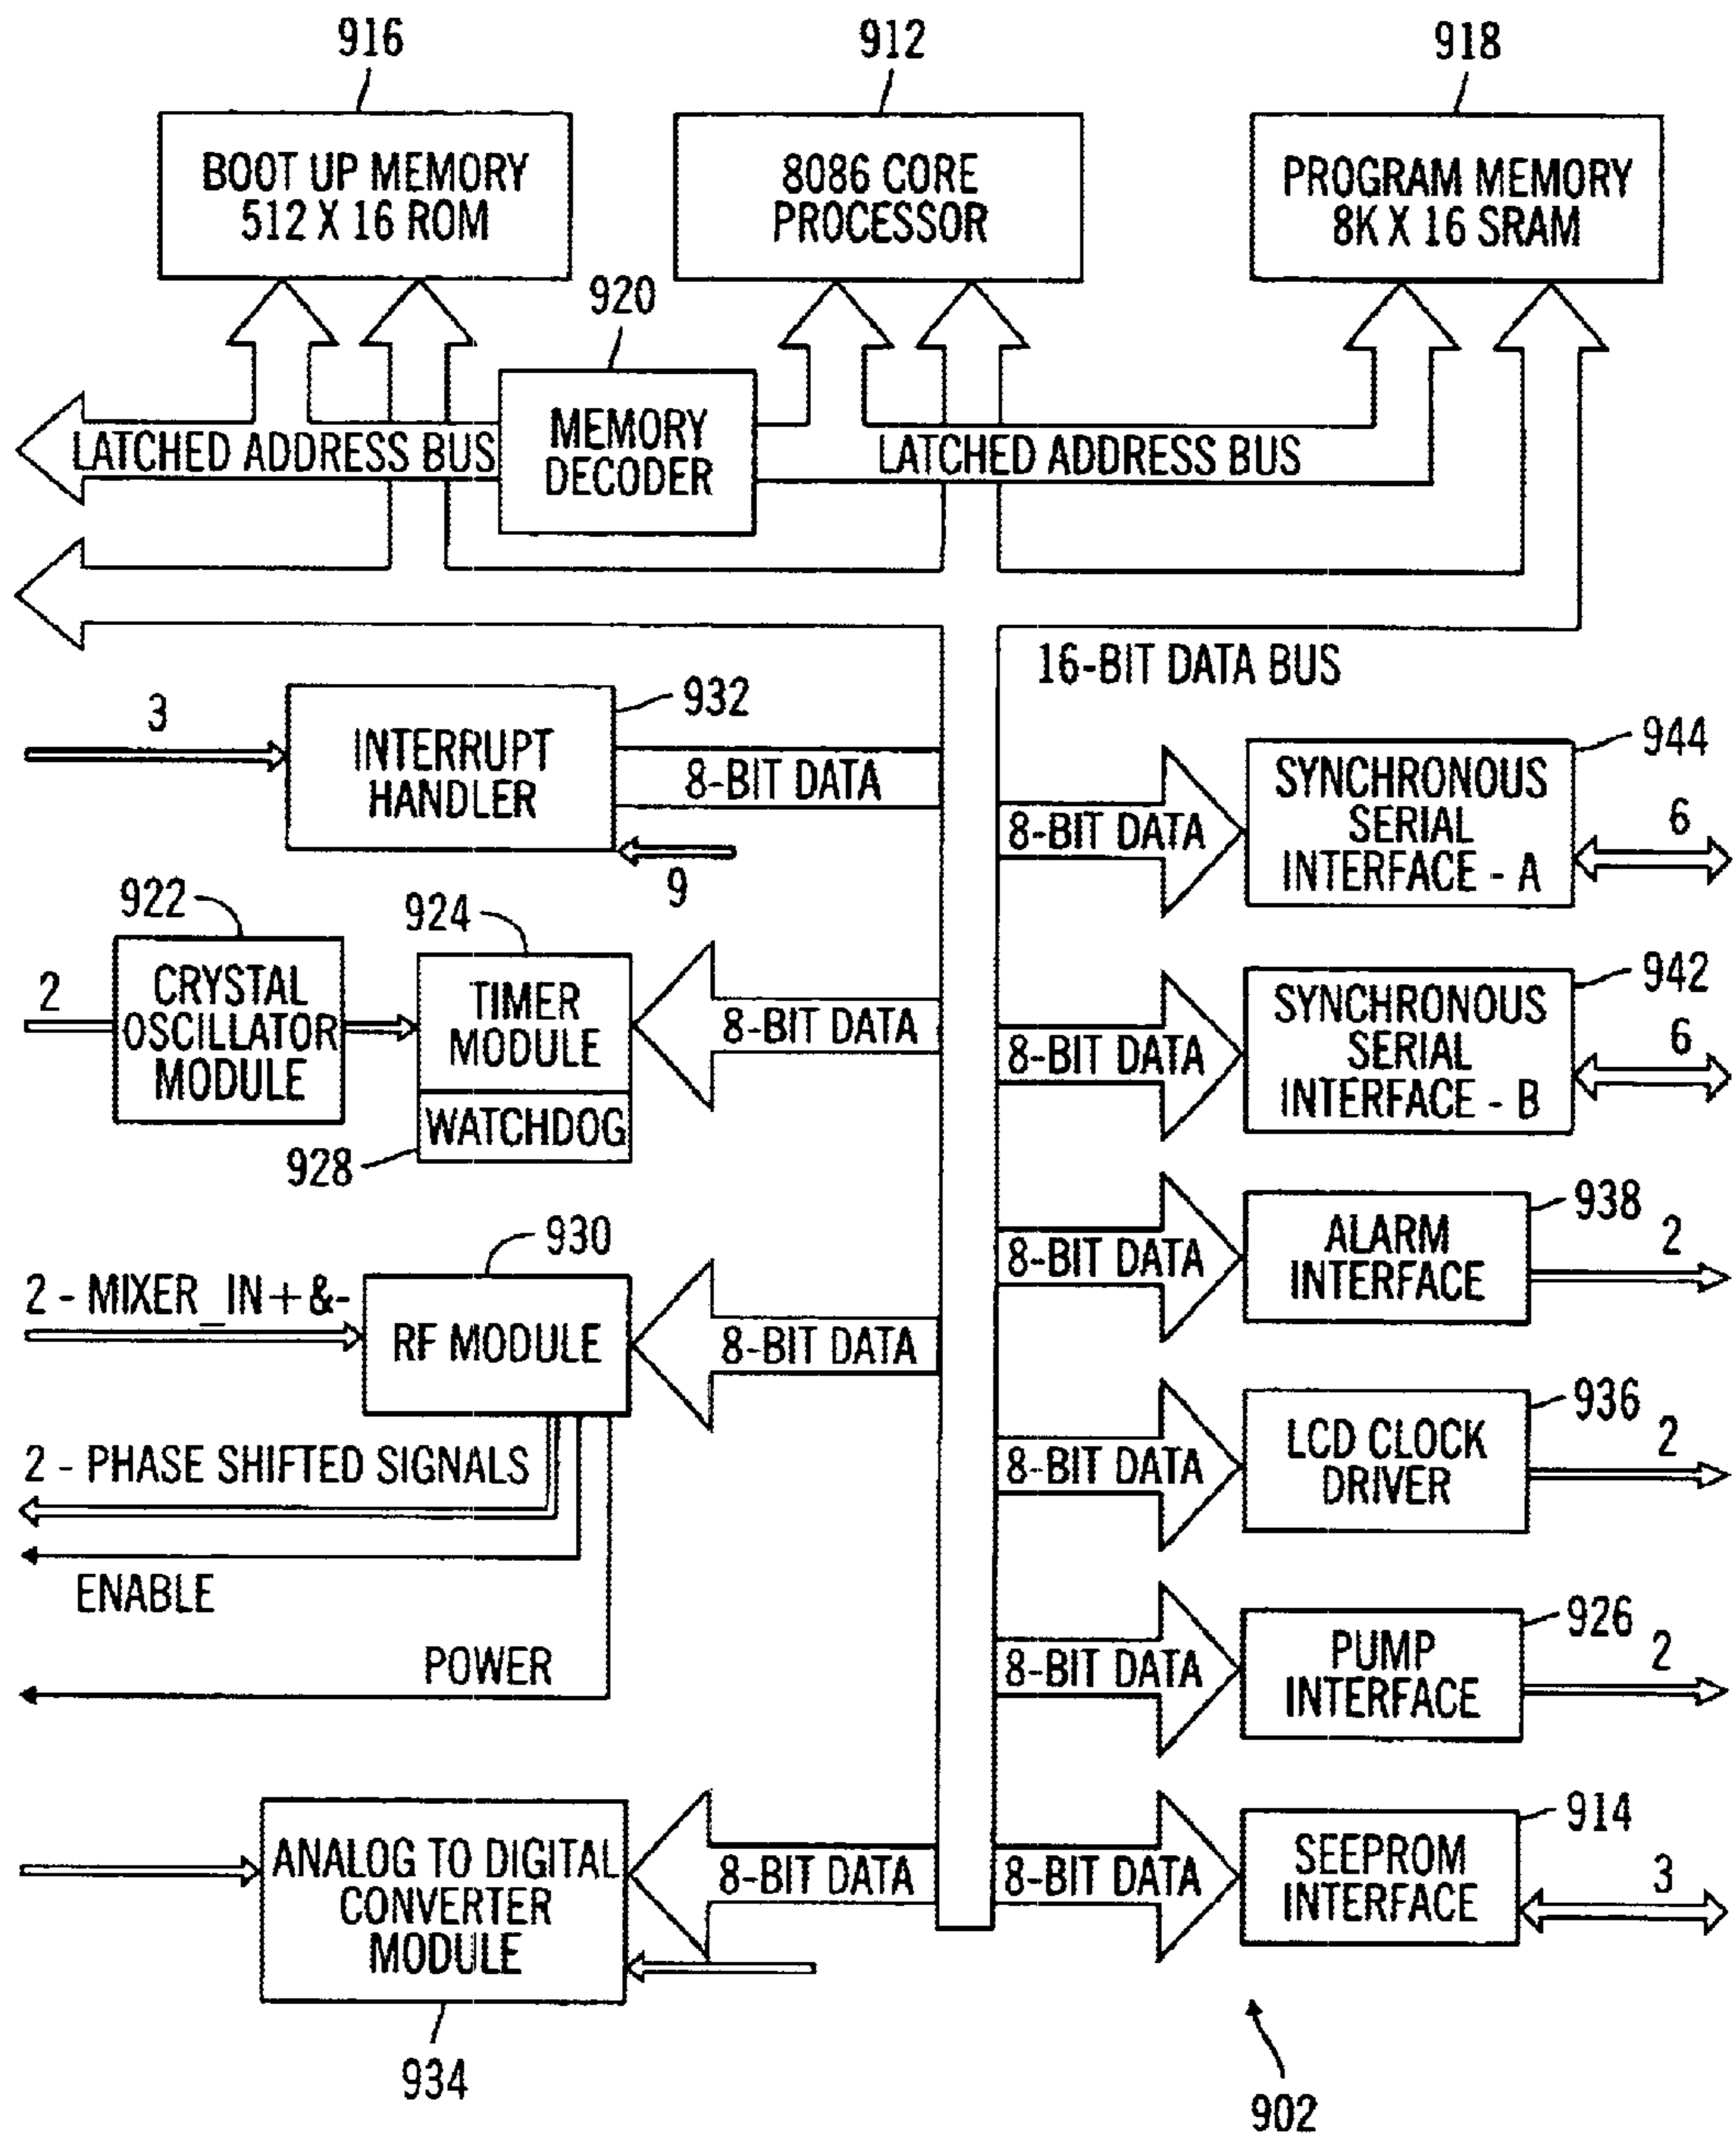 916
912
918
BOOT UP MEMORY
512 X 16 ROM
8086 CORE
PROCESSOR
PROGRAM MEMORY
8K X 16 SRAM
920
MEMORY
DECODER
LATCHED ADDRESS BUS
LATCHED ADDRESS BUS
16-BIT DATA BUS
3
932
INTERRUPT
HANDLER
8-BIT DATA
9
944
SYNCHRONOUS
SERIAL
INTERFACE - A
8-BIT DATA
6
922
924
2
CRYSTAL
OSCILLATOR
MODULE
TIMER
MODULE
WATCHDOG
928
8-BIT DATA
942
SYNCHRONOUS
SERIAL
INTERFACE - B
8-BIT DATA
6
938
ALARM
INTERFACE
8-BIT DATA
2
930
2 - MIXER_IN+&-
RF MODULE
8-BIT DATA
2 - PHASE SHIFTED SIGNALS
ENABLE
POWER
936
LCD CLOCK
DRIVER
8-BIT DATA
2
926
PUMP
INTERFACE
8-BIT DATA
2
ANALOG TO DIGITAL
CONVERTER
MODULE
8-BIT DATA
934
914
SEEPROM
INTERFACE
8-BIT DATA
3
902